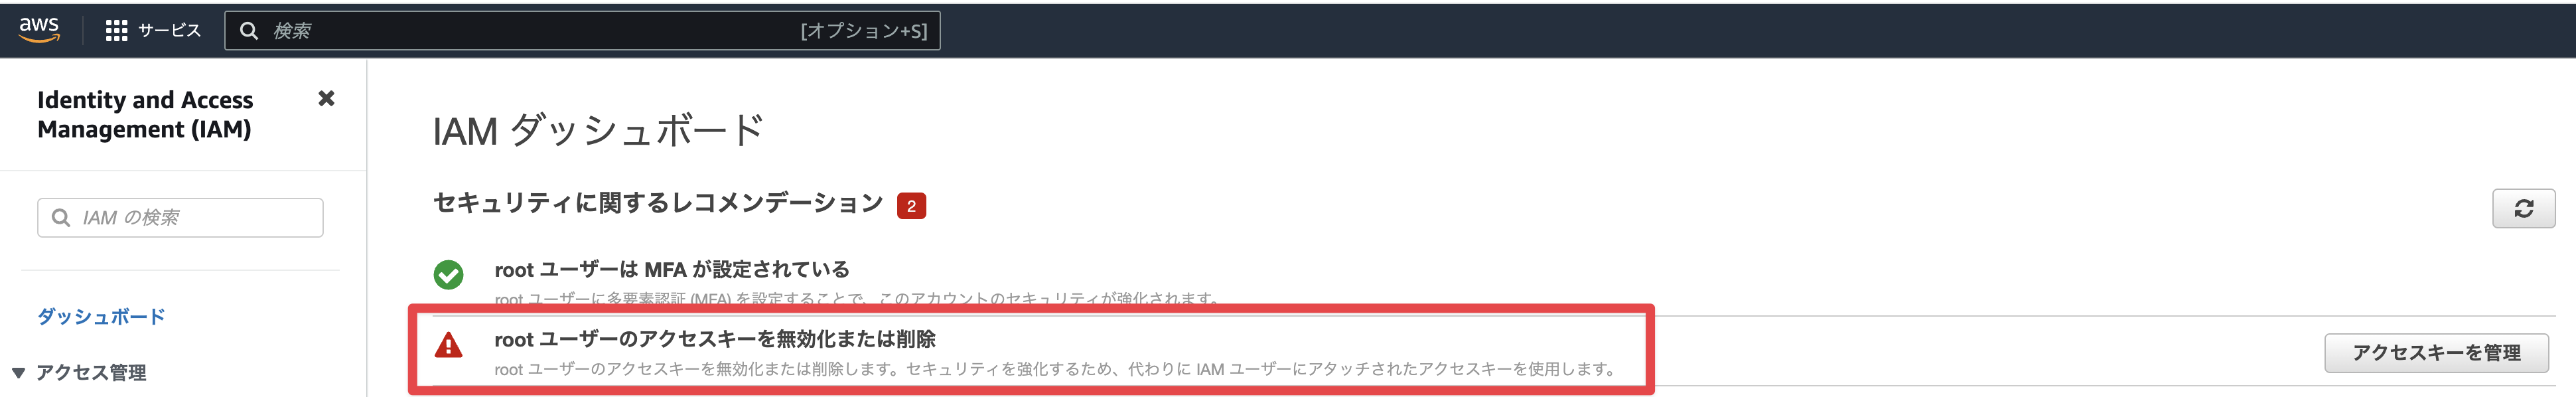 aws
サービス
検索
[オプション+S]
Identity and Access
Management (IAM)
IAM の検索
ダッシュボード
アクセス管理
IAM ダッシュボード
セキュリティに関するレコメンデーション 2
root ユーザーは MFA が設定されている
root ユーザーに多要素認証 (MFA) を設定することで、このアカウントのセキュリティが強化されます。
root ユーザーのアクセスキーを無効化または削除
root ユーザーのアクセスキーを無効化または削除します。セキュリティを強化するため、代わりに IAM ユーザーにアタッチされたアクセスキーを使用します。
アクセスキーを管理